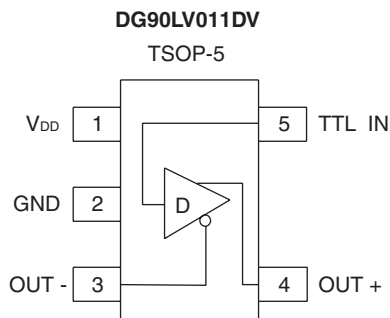 DG90LV011DV
TSOP-5
VDD 1 5 TTL IN
GND 2 D
OUT - 3 4 OUT +